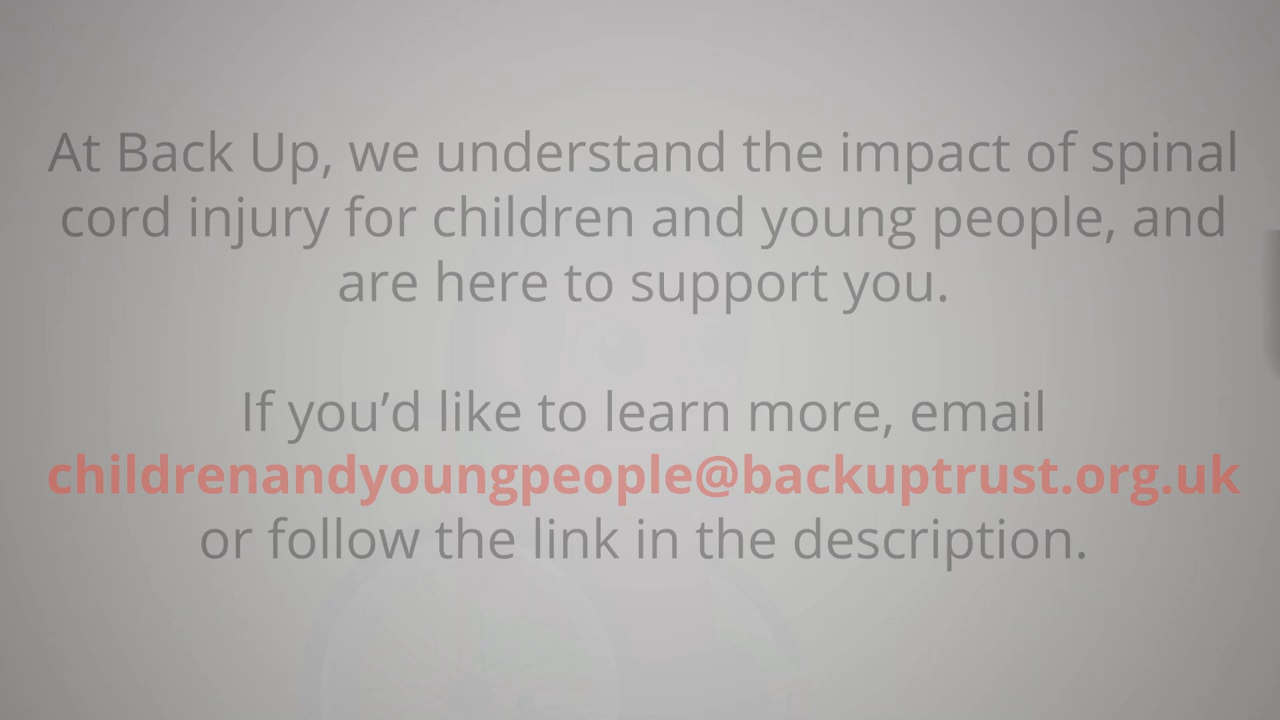 At Back Up, we understand the impact of spinal
cord injury for children and young people, and
are here to support you.
If you’d like to learn more, email
childrenandyoungpeople@backuptrust.org.uk
or follow the link in the description.